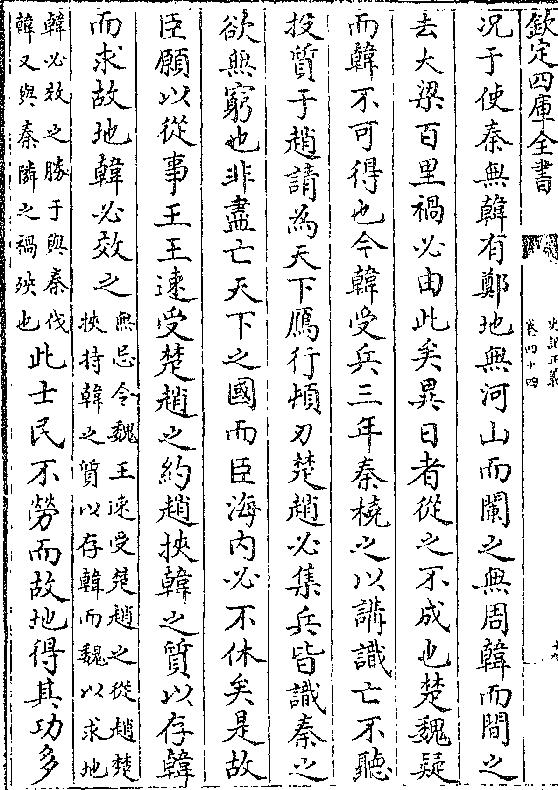 欽定四庫全書
史記正義
卷四十四
况于使秦無韓有鄭地無河山而闌之無周韓而間之
去大梁百里禍必由此矣異日者從之不成也楚魏疑
而韓不可得也今韓受兵三年秦橈之以講識亡不聽
投質于趙請為天下鴈行頓刃楚趙必集兵皆識秦之
欲無窮也非盡亡天下之國而臣海內必不休矣是故
臣願以從事王王速受楚趙之約趙挾韓之質以存韓
而求故地韓必效之
無忌令魏王速受楚趙之從趙楚
挾持韓之質以存韓而魏以求地
韓必效之勝于與秦伐
韓又與秦隣之禍殃也
此士民不勞而故地得其功多